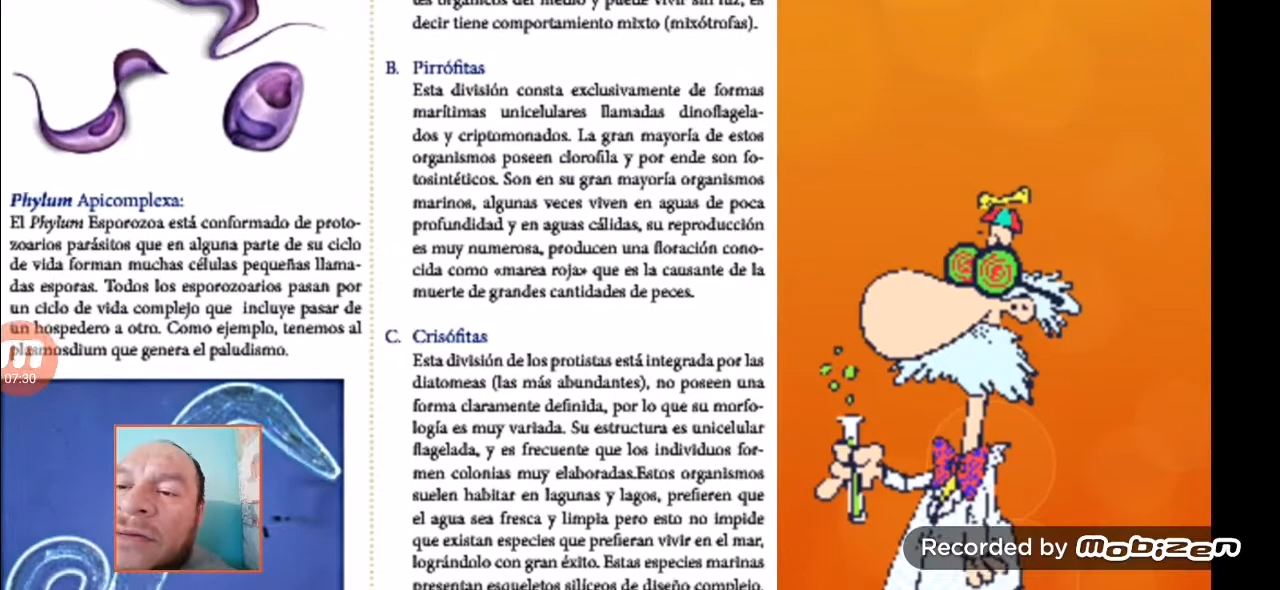 Phylum Apicomplexa:
El Phylum Esporozoa está conformado de proto-
zoarios parásitos que en alguna parte de su ciclo
de vida forman muchas células pequeñas llama-
das esporas. Todos los esporozoarios pasan por
un ciclo de vida complejo que incluye pasar de
un hospedero a otro. Como ejemplo, tenemos al
plasmosdium que genera el paludismo.
07:30
tes orgánicos del medio y puede vivir sin luz, es
decir tiene comportamiento mixto (mixótrofas).
B. Pirrófitas
Esta división consta exclusivamente de formas
marítimas unicelulares llamadas dinoflagela-
dos y criptomonados. La gran mayoría de estos
organismos poseen clorofila y por ende son fo-
tosintéticos. Son en su gran mayoría organismos
marinos, algunas veces viven en aguas de poca
profundidad y en aguas cálidas, su reproducción
es muy numerosa, producen una floración cono-
cida como «marea roja» que es la causante de la
muerte de grandes cantidades de peces.
C. Crisófitas
Esta división de los protistas está integrada por las
diatomeas (las más abundantes), no poseen una
forma claramente definida, por lo que su morfo-
logía es muy variada. Su estructura es unicelular
flagelada, y es frecuente que los individuos for-
men colonias muy elaboradas.Estos organismos
suelen habitar en lagunas y lagos, prefieren que
el agua sea fresca y limpia pero esto no impide
que existan especies que prefieran vivir en el mar,
lográndolo con gran éxito. Estas especies marinas
presentan esqueletos silíceos de diseño complejo,
Recorded by Mobizen